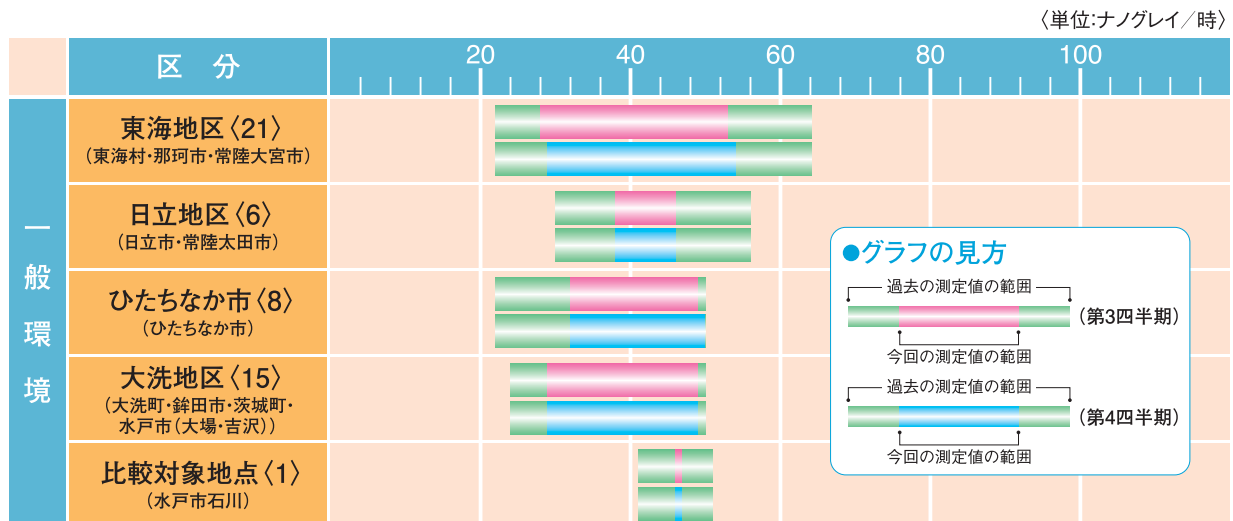 〈単位:ナノグレイ／時〉
区　分
20 40 60 80 100
一般環境
東海地区〈21〉
（東海村・那珂市・常陸大宮市）
日立地区〈6〉
（日立市・常陸太田市）
ひたちなか市〈8〉
（ひたちなか市）
大洗地区〈15〉
（大洗町・鉾田市・茨城町・
水戸市（大場・吉沢））
比較対象地点〈1〉
（水戸市石川）
●グラフの見方
過去の測定値の範囲
（第3四半期）
今回の測定値の範囲
過去の測定値の範囲
（第4四半期）
今回の測定値の範囲